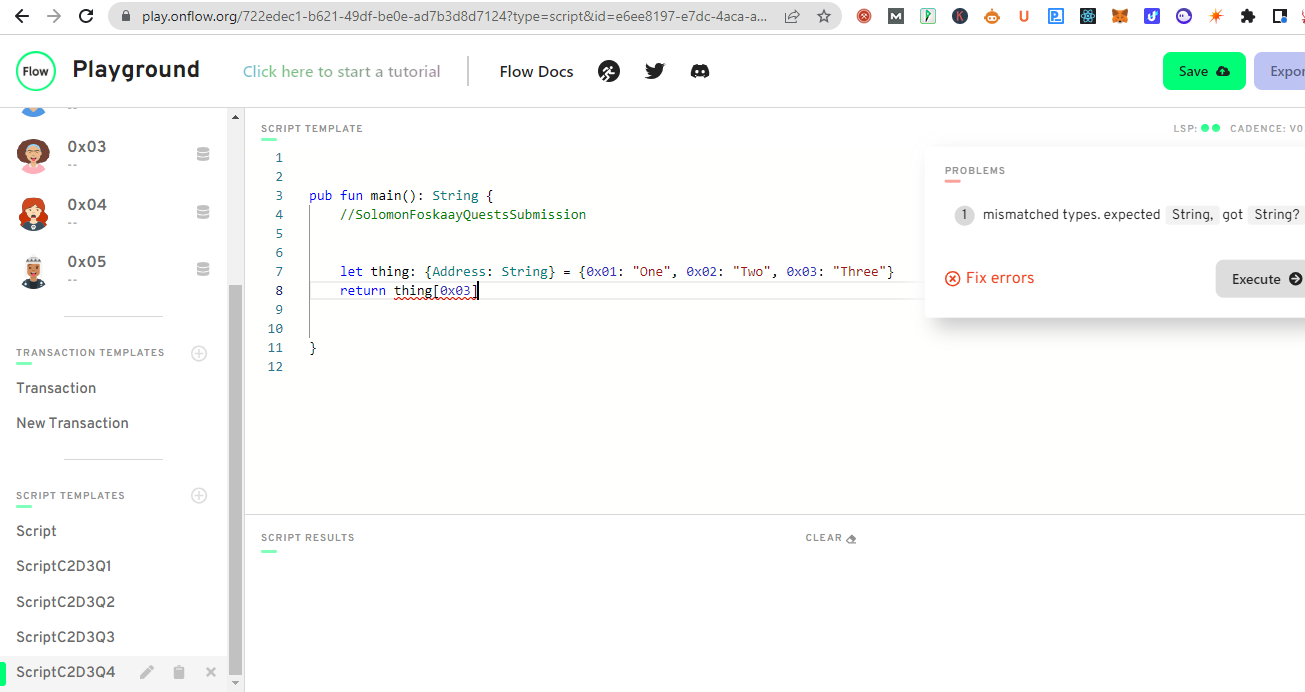 play.onflow.org/722edec1-b621-49df-be0e-ad7b3d8d7124?type=script&id=e6ee8197-e7dc-4aca-a...
Flow
Playground
Click here to start a tutorial
Flow Docs
Save
Expor
--
0x03
--
0x04
--
0x05
--
TRANSACTION TEMPLATES
Transaction
New Transaction
SCRIPT TEMPLATES
Script
ScriptC2D3Q1
ScriptC2D3Q2
ScriptC2D3Q3
ScriptC2D3Q4
SCRIPT TEMPLATE
LSP:
CADENCE: V0
1
2
3 pub fun main(): String {
4 //SolomonFoskaayQuestsSubmission
5
6
7 let thing: {Address: String} = {0x01: "One", 0x02: "Two", 0x03: "Three"}
8 return thing[0x03]
9
10
11 }
12
PROBLEMS
1 mismatched types. expected String, got String?
Fix errors
Execute
SCRIPT RESULTS
CLEAR